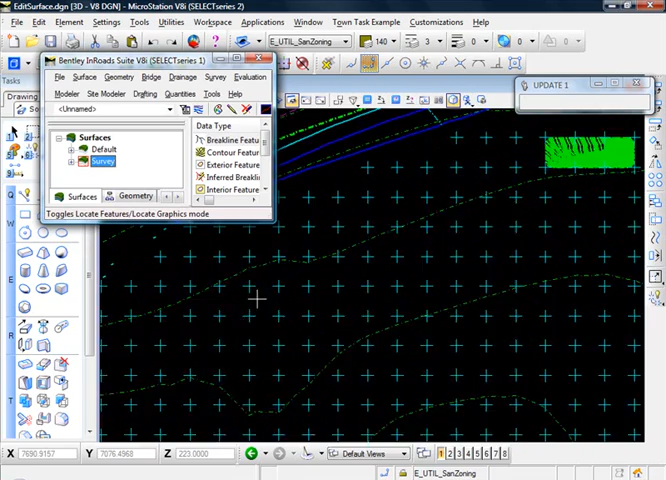 EditSurface.dgn [3D - V8 DGN] - MicroStation V8i (SELECTseries 2)
File Edit Element Settings Tools Utilities Workspace Applications Window Town Task Example Customizations Help
E_UTIL_SanZoning 140 3 0
Tasks
Drawing
Bentley InRoads Suite V8i (SELECTseries 1)
File Surface Geometry Bridge Drainage Survey Evaluation
Modeler Site Modeler Drafting Quantities Tools Help
<Unnamed>
Surfaces
Default
Survey
Data Type
Breakline Featu
Contour Featu
Exterior Featur
Inferred Breakli
Interior Feature
Surfaces Geometry
Toggles Locate Features/Locate Graphics mode
UPDATE 1
Q
W
E
R
T
X 7690.9157 Y 7076.4968 Z 223.0000
Default Views 1 2 3 4 5 6 7 8
E_UTIL_SanZoning